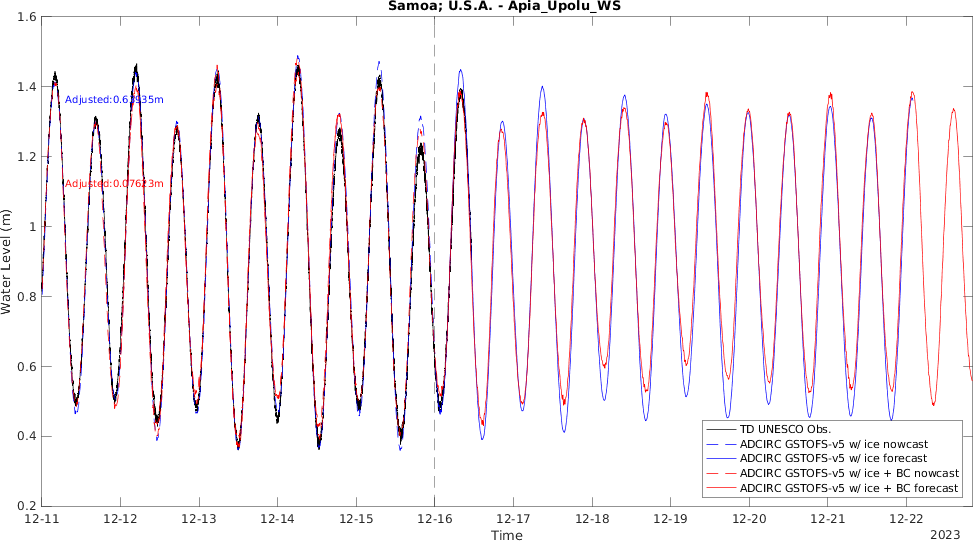 Samoa; U.S.A. - Apia_Upolu_WS
1.6
1.4
Adjusted:0.63935m
1.2
Adjusted:0.07623m
1
Water Level (m)
0.8
0.6
0.4
0.2
TD UNESCO Obs.
ADCIRC GSTOFS-v5 w/ ice nowcast
ADCIRC GSTOFS-v5 w/ ice forecast
ADCIRC GSTOFS-v5 w/ ice + BC nowcast
ADCIRC GSTOFS-v5 w/ ice + BC forecast
12-11 12-12 12-13 12-14 12-15 12-16 12-17 12-18 12-19 12-20 12-21 12-22
Time
2023